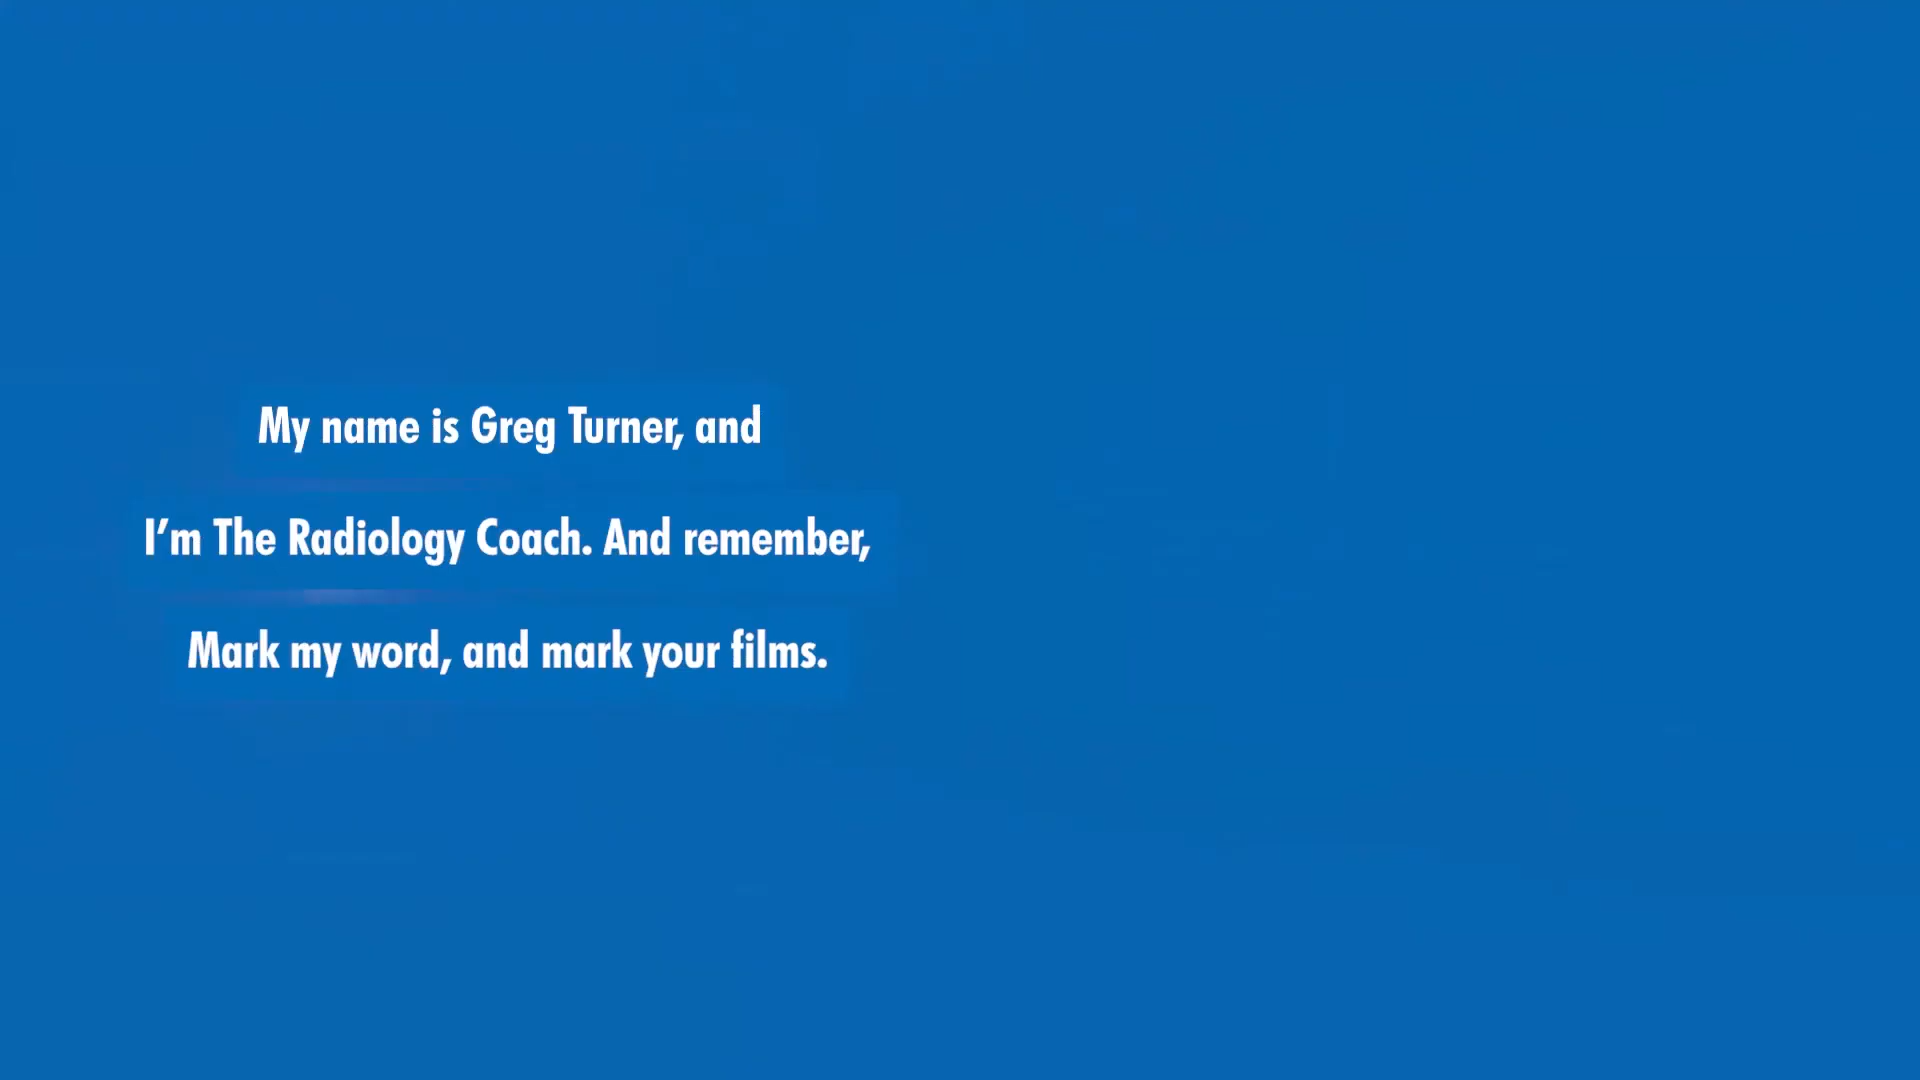 My name is Greg Turner, and
I’m The Radiology Coach. And remember,
Mark my word, and mark your films.